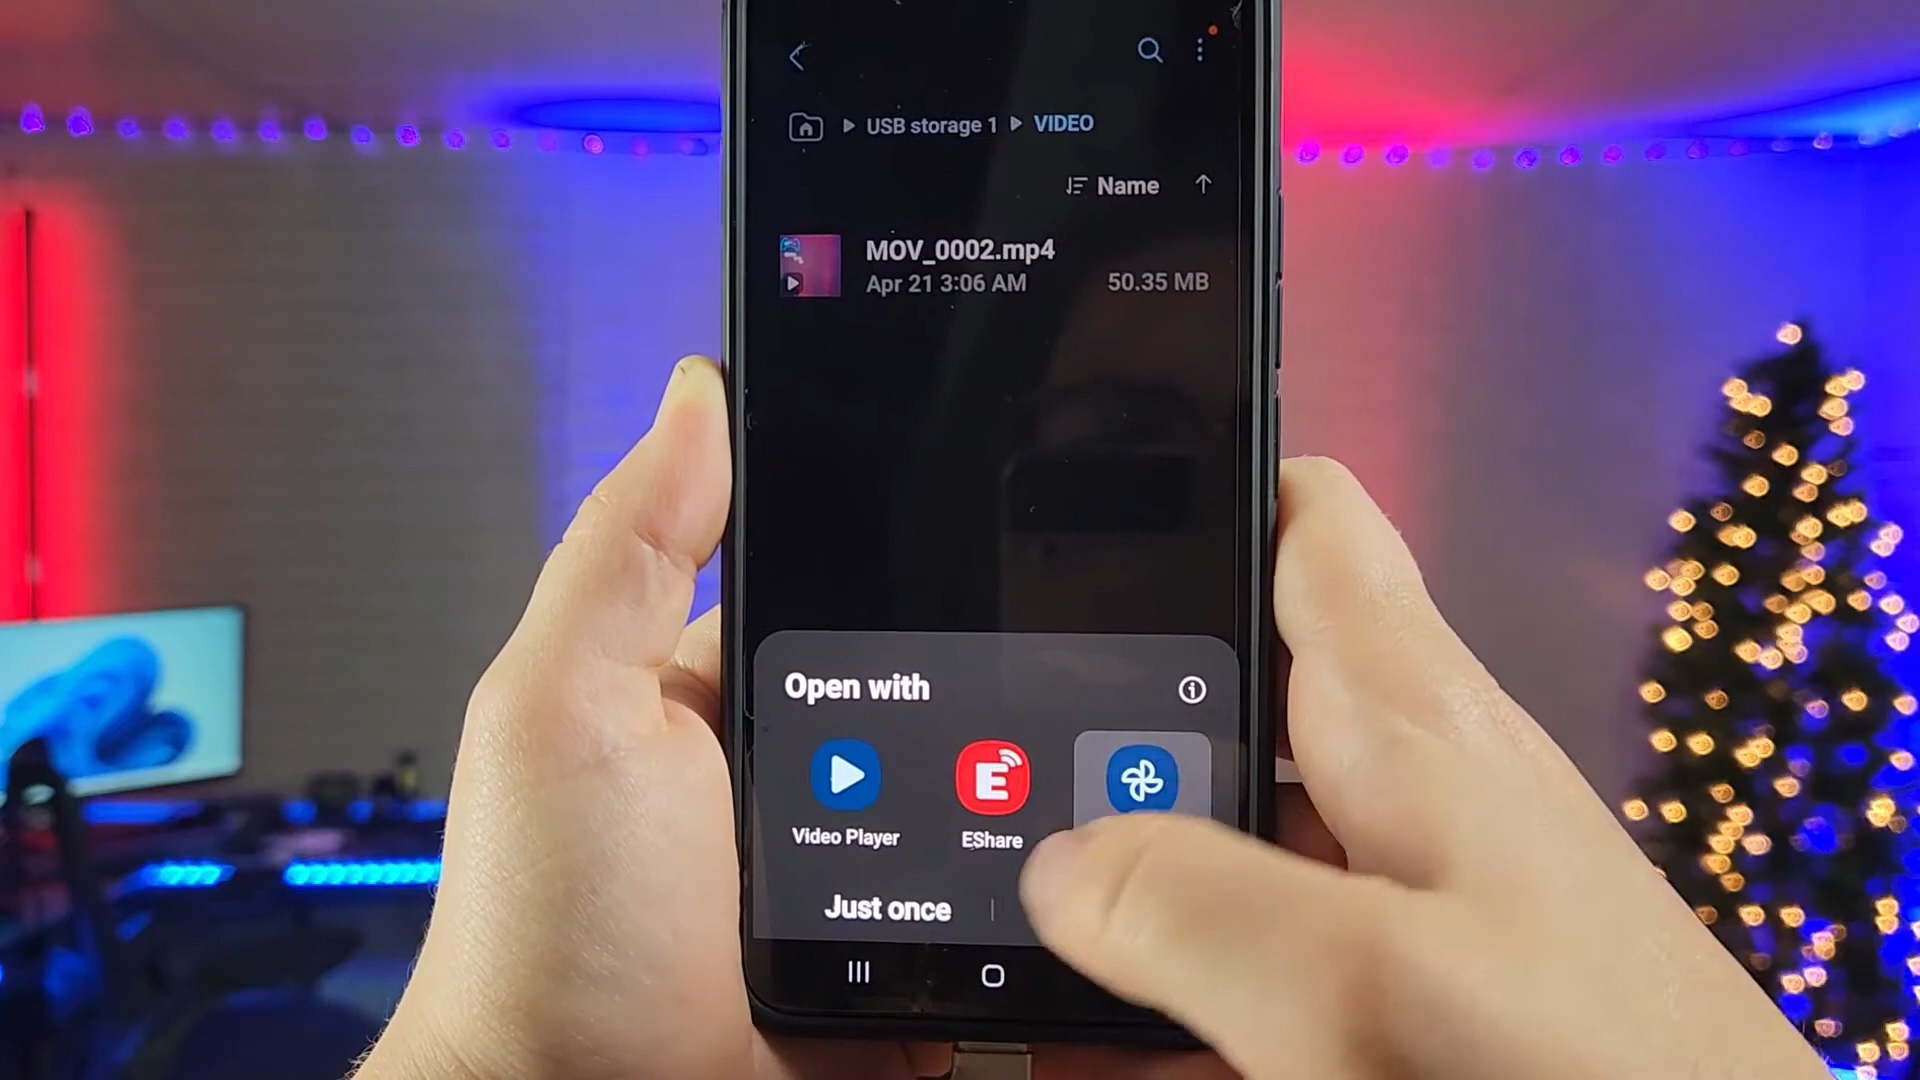 USB storage 1 VIDEO
Name
MOV_0002.mp4
Apr 21 3:06 AM 50.35 MB
Open with
E
Video Player EShare
Just once